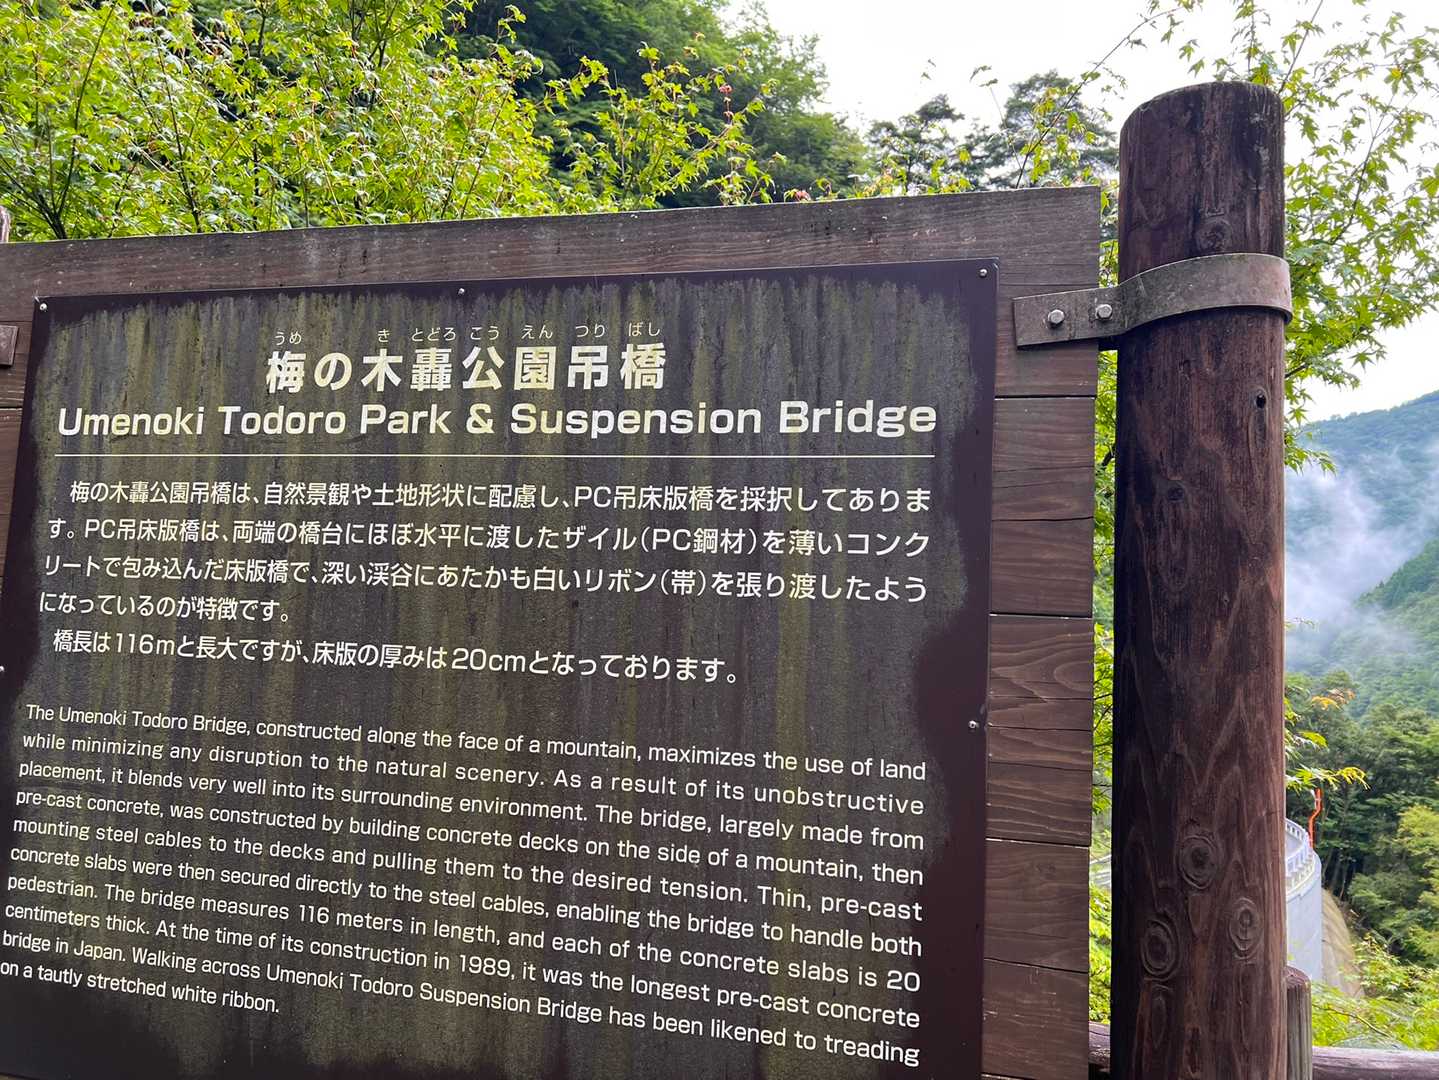 うめ き とどろ こう えん つり ばし
梅の木轟公園吊橋
Umenoki Todoro Park & Suspension Bridge
梅の木轟公園吊橋は、自然景観や土地形状に配慮し、PC吊床版橋を採択してありま
す。PC吊床版橋は、両端の橋台にほぼ水平に渡したザイル(PC鋼材)を薄いコンク
リートで包み込んだ床版橋で、深い渓谷にあたかも白いリボン(帯)を張り渡したよう
になっているのが特徴です。
橋長は116mと長大ですが、床版の厚みは20cmとなっております。
The Umenoki Todoro Bridge, constructed along the face of a mountain, maximizes the use of land
while minimizing any disruption to the natural scenery. As a result of its unobstructive
placement, it blends very well into its surrounding environment. The bridge, largely made from
pre-cast concrete, was constructed by building concrete decks on the side of a mountain, then
mounting steel cables to the decks and pulling them to the desired tension. Thin, pre-cast
concrete slabs were then secured directly to the steel cables, enabling the bridge to handle both
pedestrian. The bridge measures 116 meters in length, and each of the concrete slabs is 20
centimeters thick. At the time of its construction in 1989, it was the longest pre-cast concrete
bridge in Japan. Walking across Umenoki Todoro Suspension Bridge has been likened to treading
on a tautly stretched white ribbon.